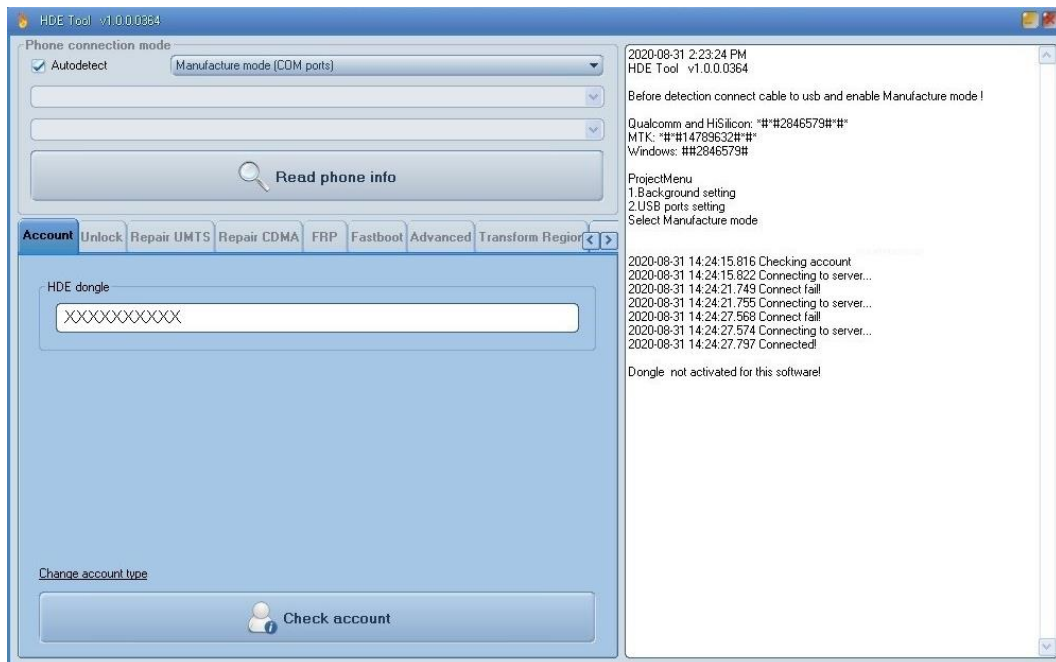 HDE Tool v1.0.0.0364
Phone connection mode
Autodetect
Manufacture mode (COM ports)
Read phone info
Account
Unlock
Repair UMTS
Repair CDMA
FRP
Fastboot
Advanced
Transform Region
HDE dongle
XXXXXXXXXX
Change account type
Check account
2020-08-31 2:23:24 PM
HDE Tool v1.0.0.0364
Before detection connect cable to usb and enable Manufacture mode !
Qualcomm and HiSilicon: *#*#2846579#*#*
MTK: *#*#14789632#*#*
Windows: ##2846579#
ProjectMenu
1.Background setting
2.USB ports setting
Select Manufacture mode
2020-08-31 14:24:15.816 Checking account
2020-08-31 14:24:15.822 Connecting to server...
2020-08-31 14:24:21.749 Connect fail!
2020-08-31 14:24:21.755 Connecting to server...
2020-08-31 14:24:27.568 Connect fail!
2020-08-31 14:24:27.574 Connecting to server...
2020-08-31 14:24:27.797 Connected!
Dongle not activated for this software!